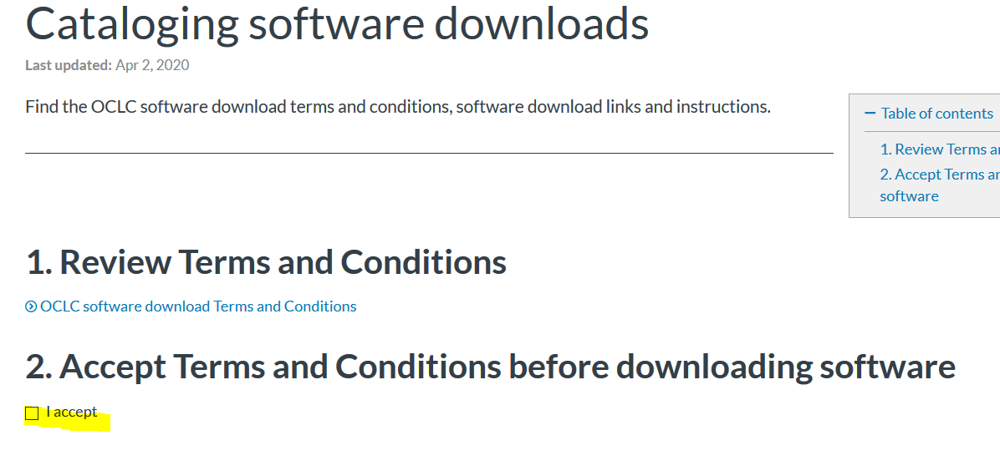 Cataloging software downloads
Last updated: Apr 2, 2020
Find the OCLC software download terms and conditions, software download links and instructions.
Table of contents
1. Review Terms
2. Accept Terms
software
1. Review Terms and Conditions
OCLC software download Terms and Conditions
2. Accept Terms and Conditions before downloading software
I accept